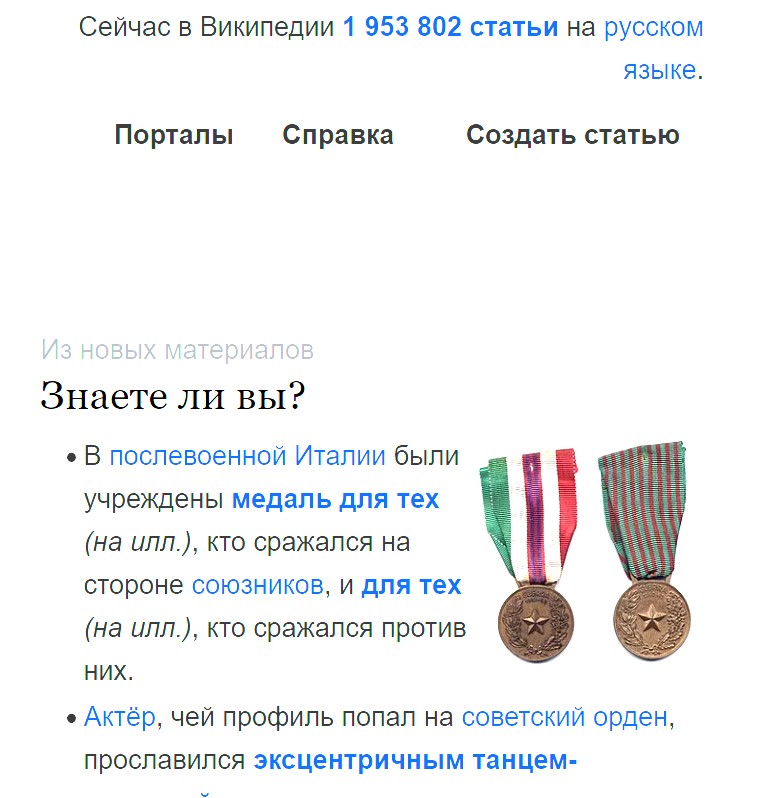 Сейчас в Википедии 1 953 802 статьи на русском
языке.
Порталы Справка Создать статью
Из новых материалов
Знаете ли вы?
В послевоенной Италии были
учреждены медаль для тех
(на илл.), кто сражался на
стороне союзников, и для тех
(на илл.), кто сражался против
них.
Актёр, чей профиль попал на советский орден,
прославился эксцентричным танцем-